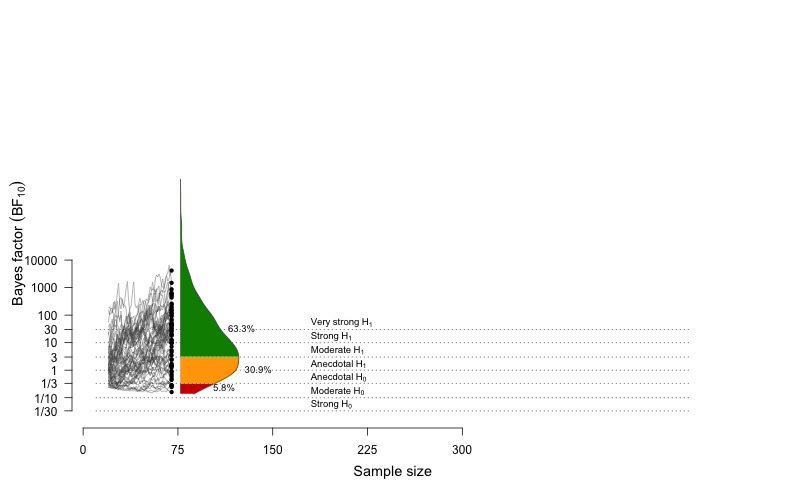 Bayes factor (BF₁₀)
10000
1000
100
30
10
3
1
1/3
1/10
1/30
63.3%
30.9%
5.8%
Very strong H₁
Strong H₁
Moderate H₁
Anecdotal H₁
Anecdotal H₀
Moderate H₀
Strong H₀
0 75 150 225 300
Sample size